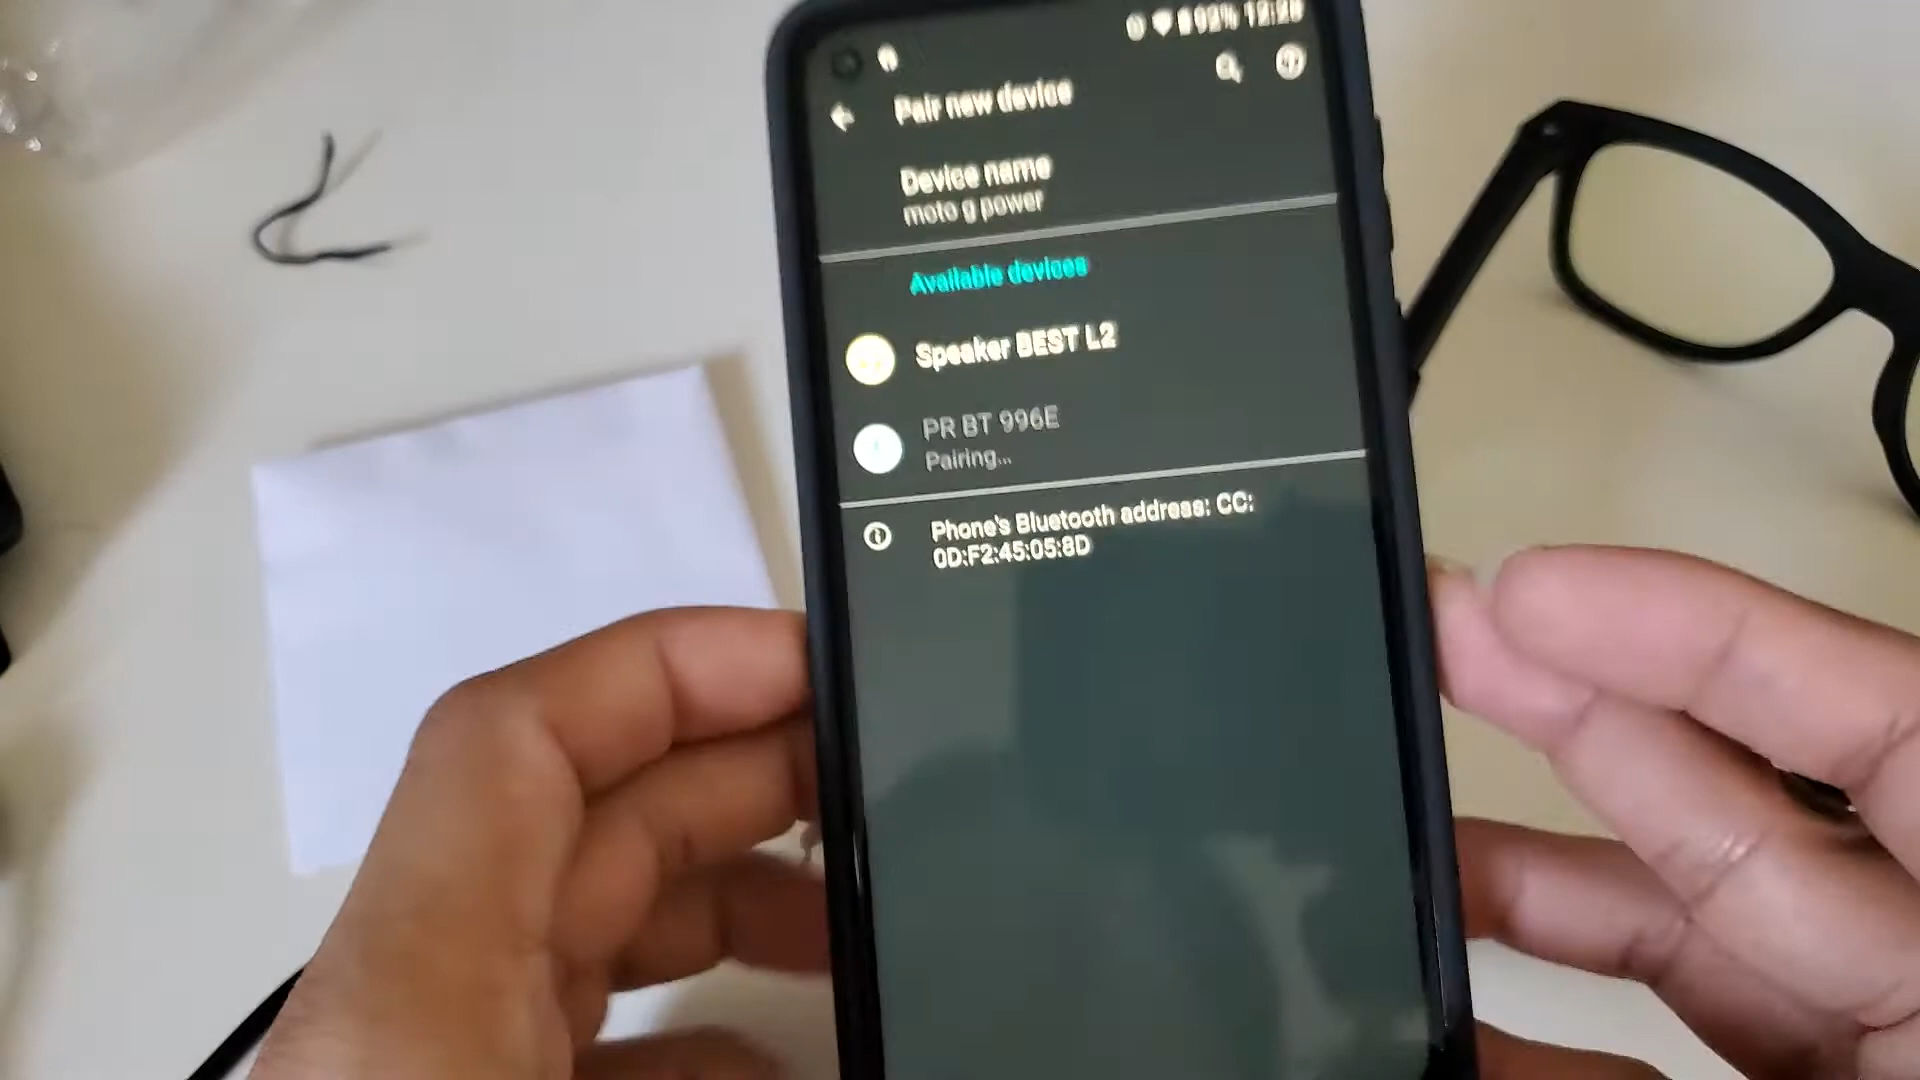 92% 12:28
Pair new device
Device name
moto g power
Available devices
Speaker BEST L2
PR BT 996E
Pairing...
Phone's Bluetooth address: CC:
0D:F2:45:05:8D